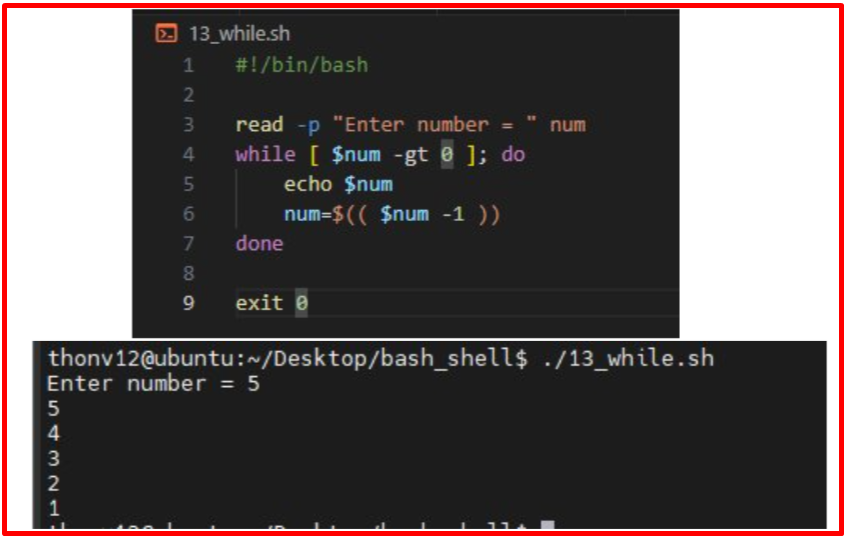 13_while.sh
1 #!/bin/bash
2
3 read -p "Enter number = " num
4 while [ $num -gt 0 ]; do
5 echo $num
6 num=$(( $num -1 ))
7 done
8
9 exit 0
thonv12@ubuntu:~/Desktop/bash_shell$ ./13_while.sh
Enter number = 5
5
4
3
2
1